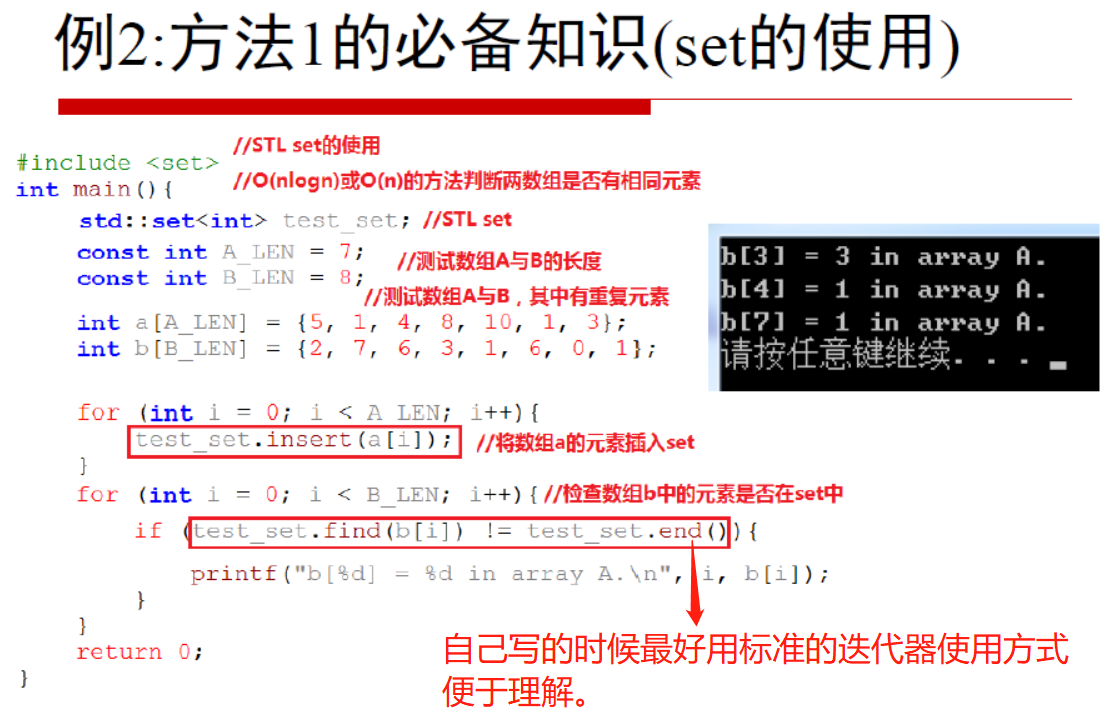 例2:方法1的必备知识(set的使用)
//STL set的使用
#include <set>
//O(nlogn)或O(n)的方法判断两数组是否有相同元素
int main(){
std::set<int> test_set; //STL set
const int A_LEN = 7;
//测试数组A与B的长度
const int B_LEN = 8;
//测试数组A与B，其中有重复元素
int a[A_LEN] = {5, 1, 4, 8, 10, 1, 3};
int b[B_LEN] = {2, 7, 6, 3, 1, 6, 0, 1};
for (int i = 0; i < A_LEN; i++){
test_set.insert(a[i]); //将数组a的元素插入set
}
for (int i = 0; i < B_LEN; i++){ //检查数组b中的元素是否在set中
if (test_set.find(b[i]) != test_set.end()){
printf("b[%d] = %d in array A.\n", i, b[i]);
}
}
return 0;
}
b[3] = 3 in array A.
b[4] = 1 in array A.
b[7] = 1 in array A.
请按任意键继续. . .
自己写的时候最好用标准的迭代器使用方式
便于理解。